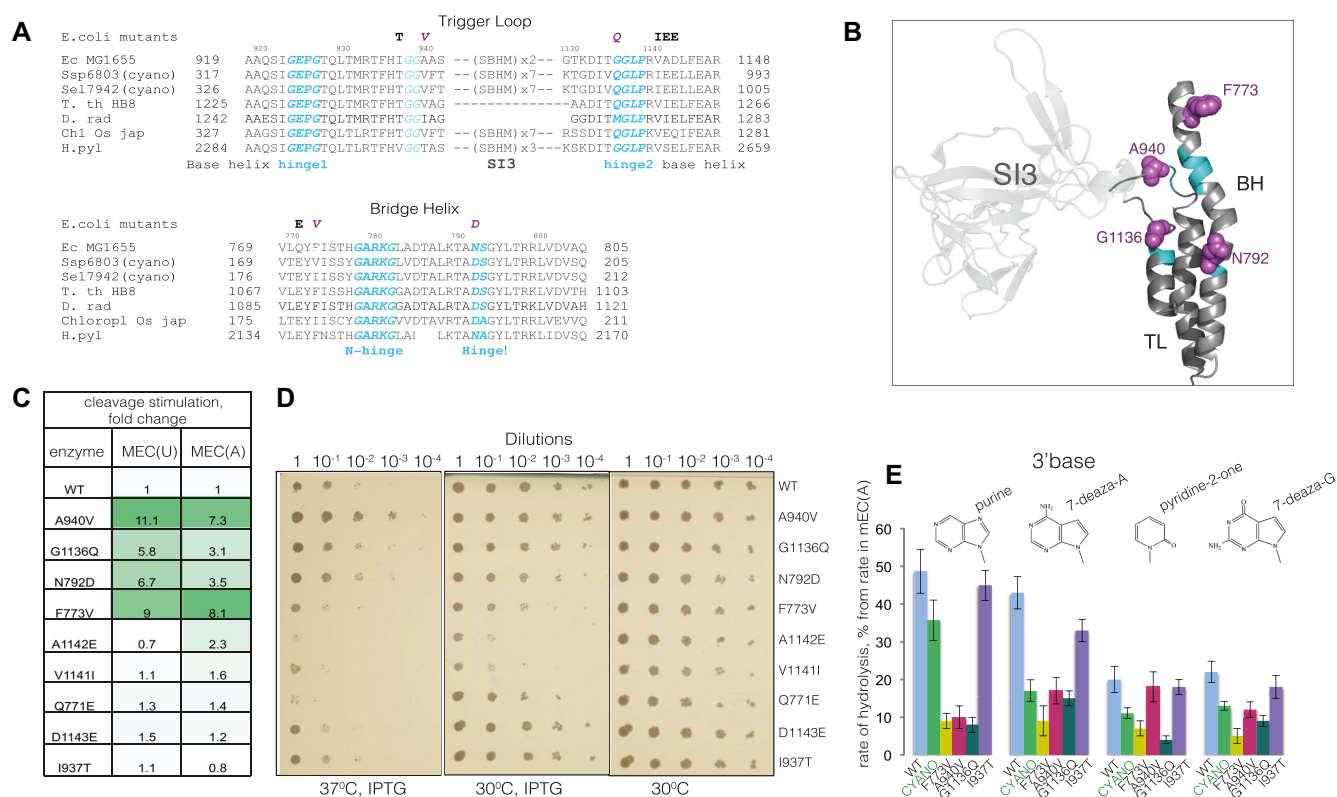 A
Trigger Loop
E.coli mutants T V Q IEE
920 930 940 1130 1140
Ec MG1655 919 AAQSIGEPGTQLTMRTFHIGGAAS --(SBHM)x2-- GTKDITGGLPRVADLFEAR 1148
Ssp6803(cyano) 317 AAQSIGEPGTQLTMRTFHTGGVFT --(SBHM)x7-- KTGDITQGLPRIEELFEAR 993
Sel7942(cyano) 326 AAQSIGEPGTQLTMRTFHTGGVFT --(SBHM)x7-- KTGDITQGLPRIEELFEAR 1005
T. th HB8 1225 AAQSIGEPGTQLTMRTFHTGGVAG ----------------AADITQGLPRVIELFEAR 1266
D. rad 1242 AAESIGEPGTQLTMRTFHTGGVAG GGDITMGLPRVIELFEAR 1283
Chl Os jap 327 AAGSIGEPGTQLTLRTFHTGGVFT --(SBHM)x7-- RSSDITQGLPKVEQIFEAR 1281
H.pyl 2284 AAQSIGEPGTQLTLRTFHVGGTAS --(SBHM)x3-- KSKDITGGLPRVSELFEAR 2659
Base helix hinge1 SI3 hinge2 base helix
Bridge Helix
E.coli mutants E V D
770 780 790 800
Ec MG1655 769 VLQYFISTHGARKGLADTALKTANSGYLTRRLVDVAQ 805
Ssp6803(cyano) 169 VTEYVISSYGARKGLVDTALRTADSGYLTRRLVDVSQ 205
Sel7942(cyano) 176 VTEYIISSYGARKGLVDTALRTADSGYLTRRLVDVSQ 212
T. th HB8 1067 VLEYFISTHGARKGLADTALRTADSGYLTRKLVDVTH 1103
D. rad 1085 VLEYFISTHGARKGGADTALRTADSGYLTRKLVDVAH 1121
Chloropl Os jap 175 LTEYIISCYGARKGVVDTAVRTADAGYLTRRLVEVVQ 211
H.pyl 2134 VLEYFNSTHGARKGLAI LKTANAGYLTRKLIDVSQ 2170
N-hinge Hinge!
B
F773
A940
SI3
BH
G1136
N792
TL
C
cleavage stimulation,
fold change
enzyme MEC(U) MEC(A)
WT 1 1
A940V 11.1 7.3
G1136Q 5.8 3.1
N792D 6.7 3.5
F773V 9 8.1
A1142E 0.7 2.3
V1141I 1.1 1.6
Q771E 1.3 1.4
D1143E 1.5 1.2
I937T 1.1 0.8
D
Dilutions
1 10-1 10-2 10-3 10-4 1 10-1 10-2 10-3 10-4 1 10-1 10-2 10-3 10-4
WT
A940V
G1136Q
N792D
F773V
A1142E
V1141I
Q771E
D1143E
I937T
37ºC, IPTG 30ºC, IPTG 30ºC
E
3'base
purine 7-deaza-A pyridine-2-one 7-deaza-G
N N N N
NH2 N N N
N O
O N N N NH2
rate of hydrolysis, % from rate in mEC(A)
60
50
40
30
20
10
0
WT CYANO F773V A940V G1136Q I937T WT CYANO F773V A940V G1136Q I937T WT CYANO F773V A940V G1136Q I937T WT CYANO F773V A940V G1136Q I937T